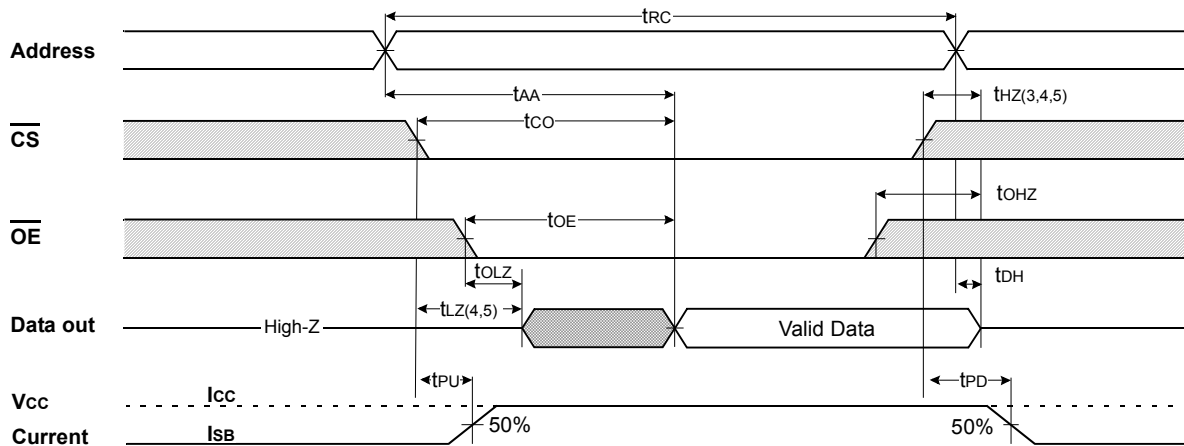 tRC
Address
tAA
tHZ(3,4,5)
CS
tCO
tOHZ
OE
tOE
tOLZ
tDH
tLZ(4,5)
Data out
High-Z
Valid Data
tPU
tPD
VCC
ICC
50%
50%
Current
ISB